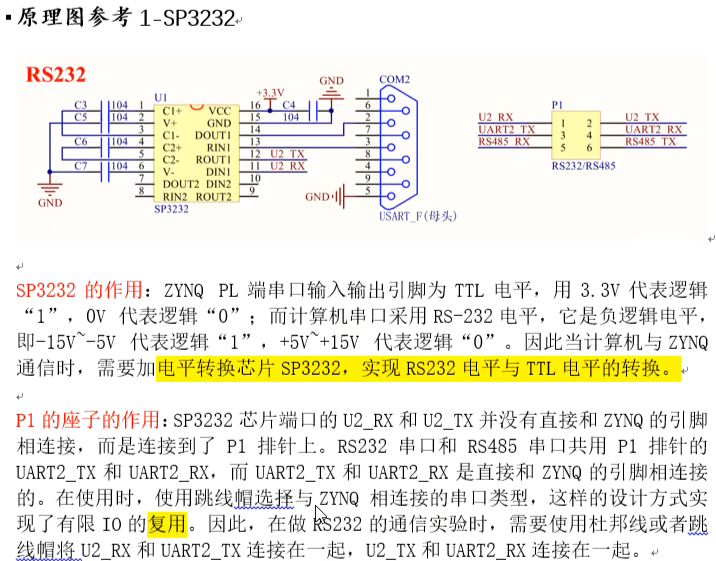 ▪原理图参考 1-SP3232
RS232
GND
COM2
+3.3V
U1
C3 104 1 C1+ VCC 16 C4 1
C5 104 2 V+ GND 15 104 6
3 C1- DOUT1 14 2
C6 104 4 C2+ RIN1 13 7
5 C2- ROUT1 12 U2_TX 3
C7 104 6 V- DIN1 11 U2_RX 8
7 DOUT2 DIN2 10 4
8 RIN2 ROUT2 9 9
GND 5
GND
SP3232
USART_F(母头)
P1
U2_RX 1 2 U2_TX
UART2_TX 3 4 UART2_RX
RS485_RX 5 6 RS485_TX
RS232/RS485
SP3232 的作用：ZYNQ PL 端串口输入输出引脚为 TTL 电平，用 3.3V 代表逻辑
“1”，0V 代表逻辑“0”；而计算机串口采用 RS-232 电平，它是负逻辑电平，
即-15V~-5V 代表逻辑“1”，+5V~+15V 代表逻辑“0”。因此当计算机与 ZYNQ
通信时，需要加电平转换芯片 SP3232，实现 RS232 电平与 TTL 电平的转换。
P1 的座子的作用：SP3232 芯片端口的 U2_RX 和 U2_TX 并没有直接和 ZYNQ 的引脚
相连接，而是连接到了 P1 排针上。RS232 串口和 RS485 串口共用 P1 排针的
UART2_TX 和 UART2_RX，而 UART2_TX 和 UART2_RX 是直接和 ZYNQ 的引脚相连接
的。在使用时，使用跳线帽选择与 ZYNQ 相连接的串口类型，这样的设计方式实
现了有限 IO 的复用。因此，在做 RS232 的通信实验时，需要使用杜邦线或者跳
线帽将 U2_RX 和 UART2_TX 连接在一起，U2_TX 和 UART2_RX 连接在一起。